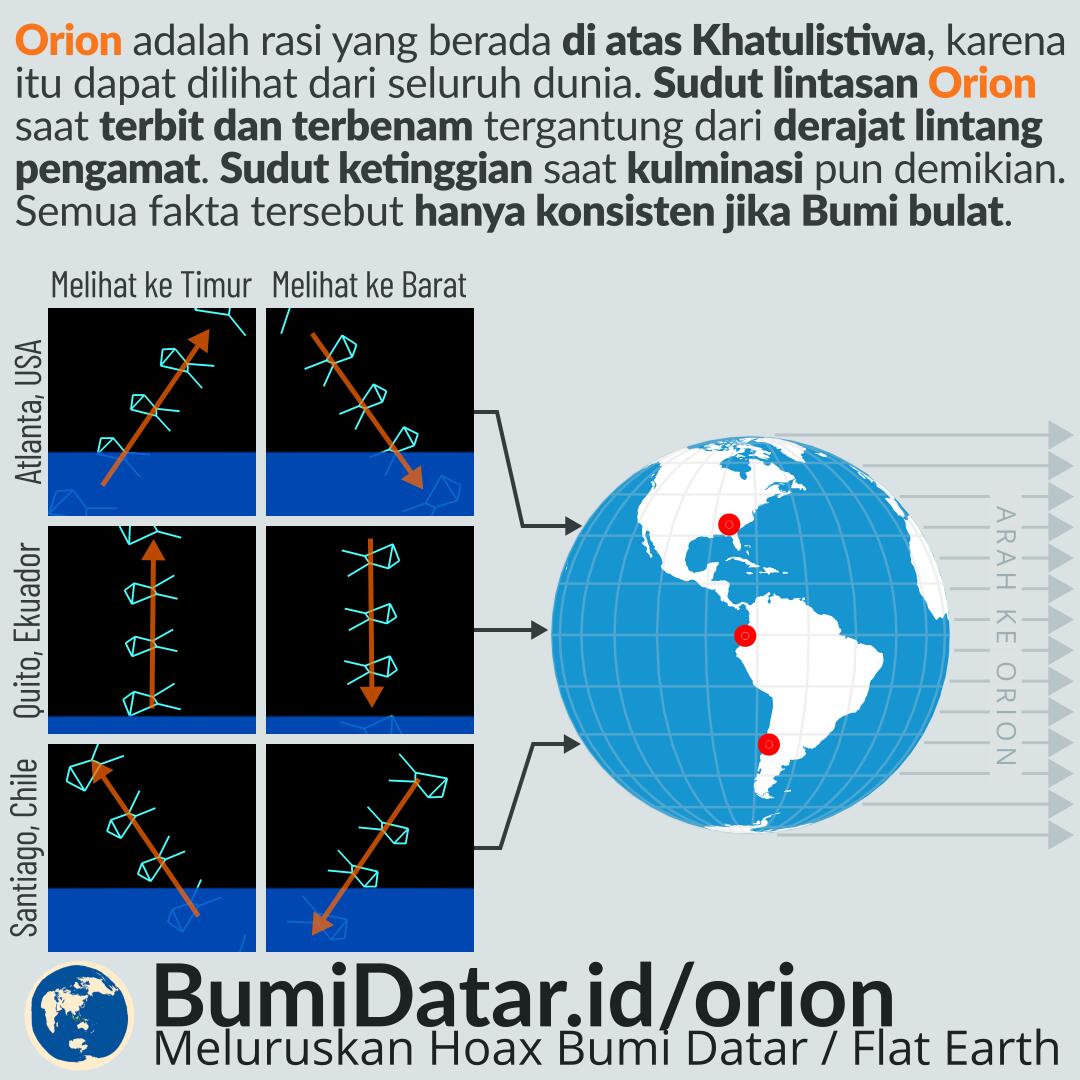 Orion adalah rasi yang berada di atas Khatulistiwa, karena
itu dapat dilihat dari seluruh dunia. Sudut lintasan Orion
saat terbit dan terbenam tergantung dari derajat lintang
pengamat. Sudut ketinggian saat kulminasi pun demikian.
Semua fakta tersebut hanya konsisten jika Bumi bulat.
Melihat ke Timur
Melihat ke Barat
Atlanta, USA
Quito, Ekuador
Santiago, Chile
ARAH KE ORION
BumiDatar.id/orion
Meluruskan Hoax Bumi Datar / Flat Earth